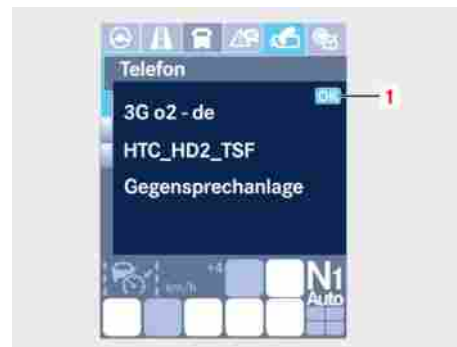 Telefon
OK
1
3G o2 - de
HTC_HD2_TSF
Gegensprechanlage
+4
km/h
N1
Auto